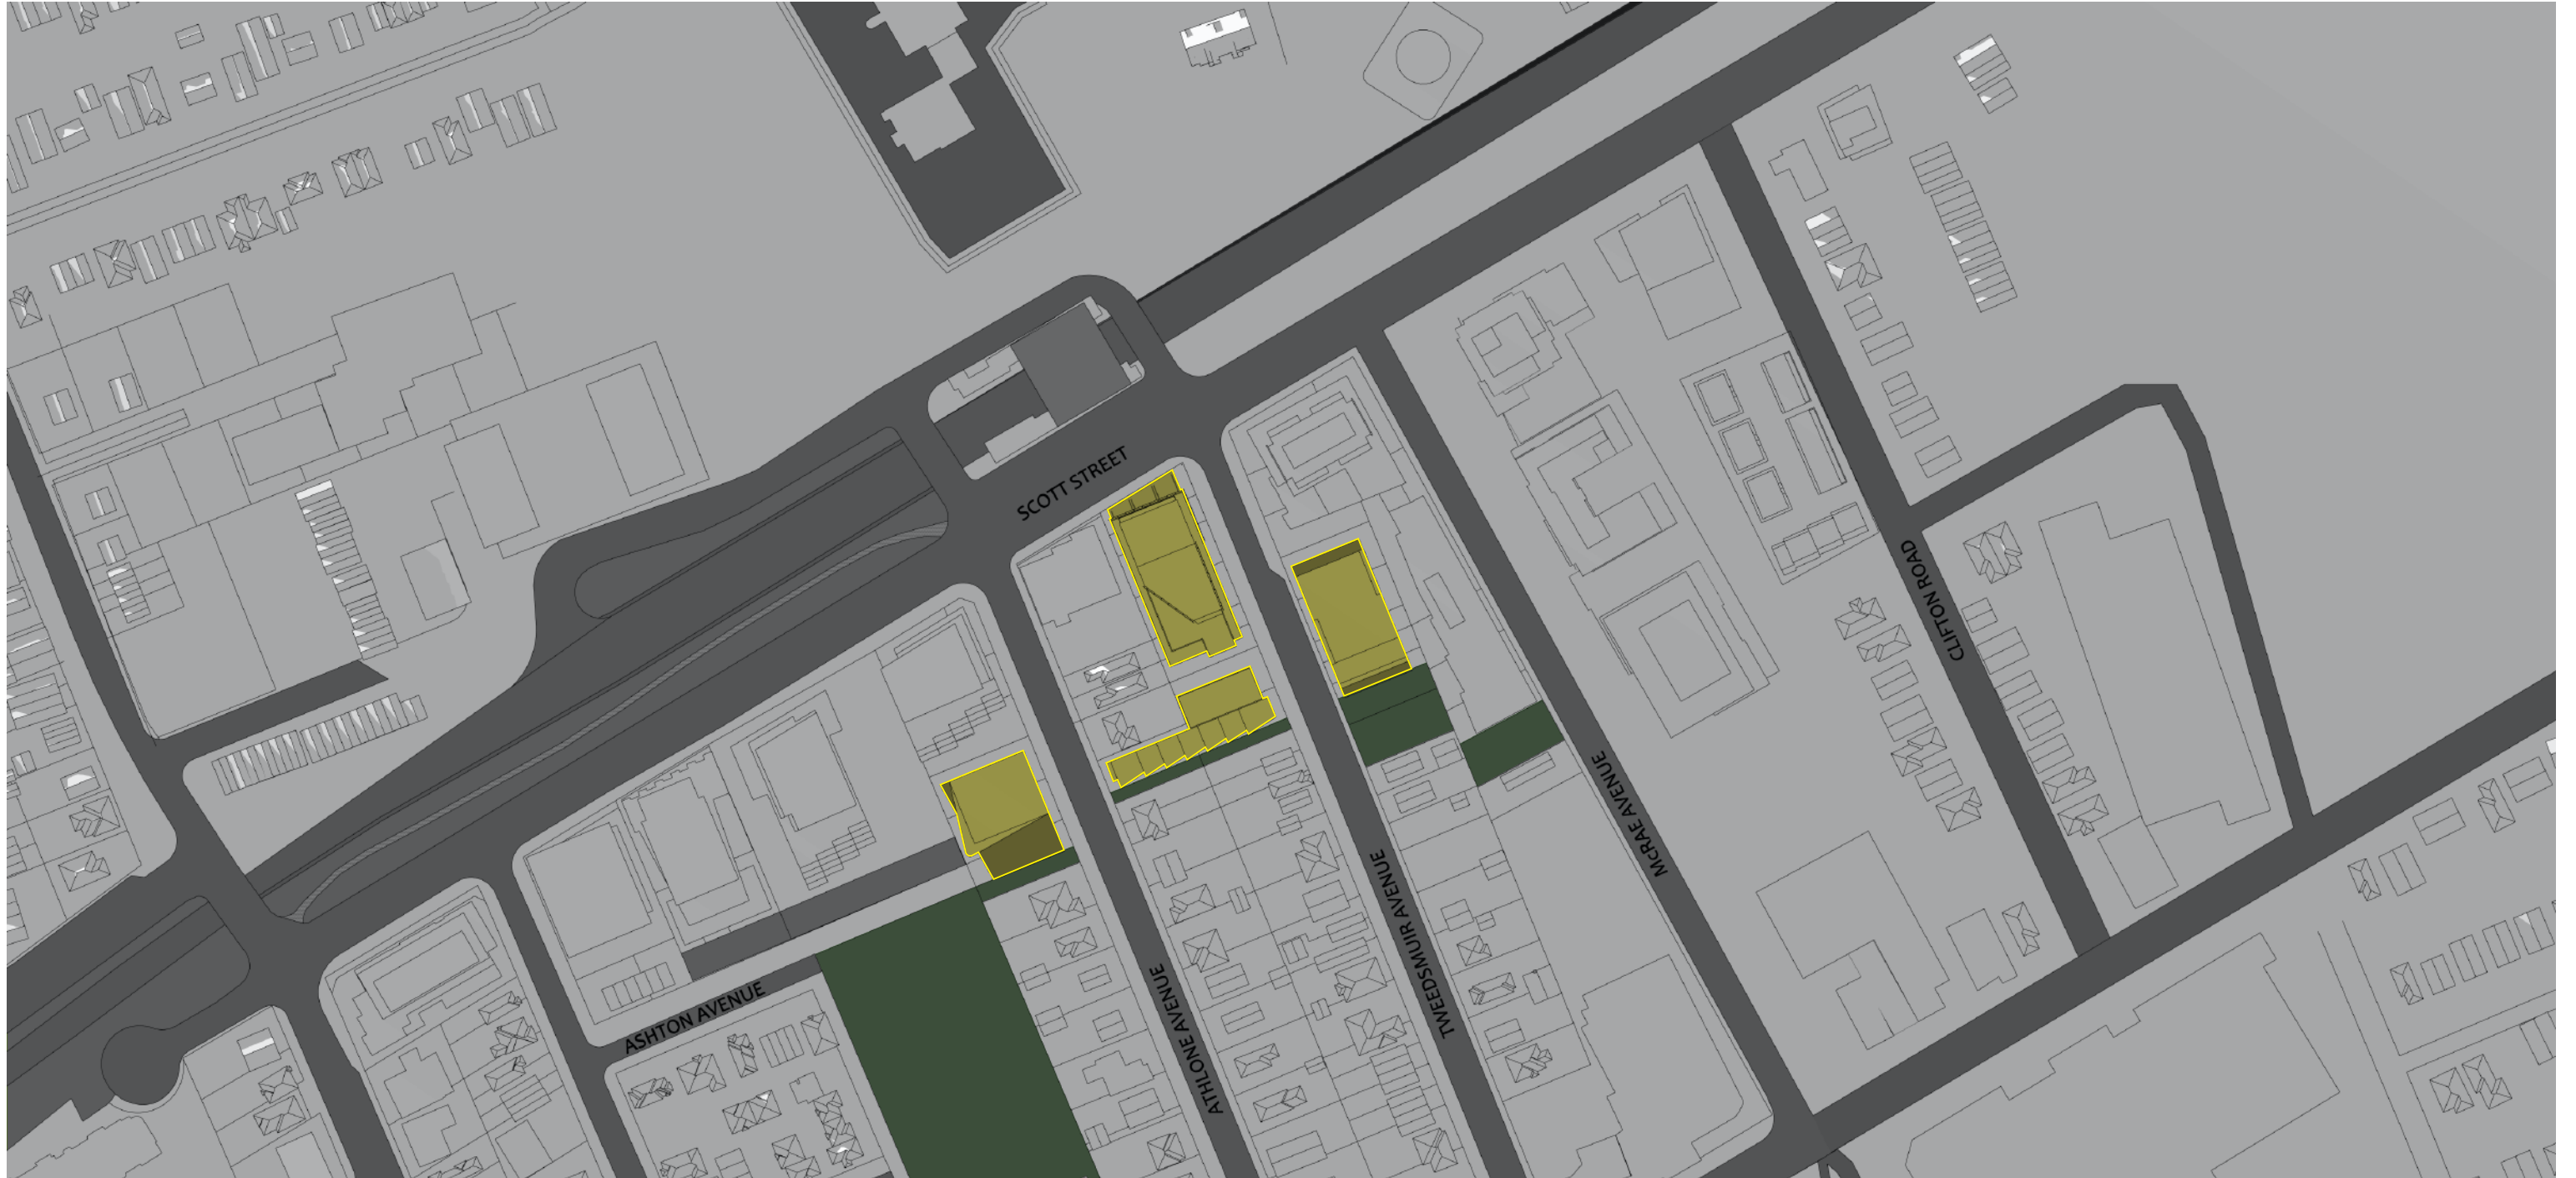 SCOTT STREET
CLIFTON ROAD
McRAE AVENUE
TWEEDSMUIR AVENUE
ATHLONE AVENUE
ASHTON AVENUE